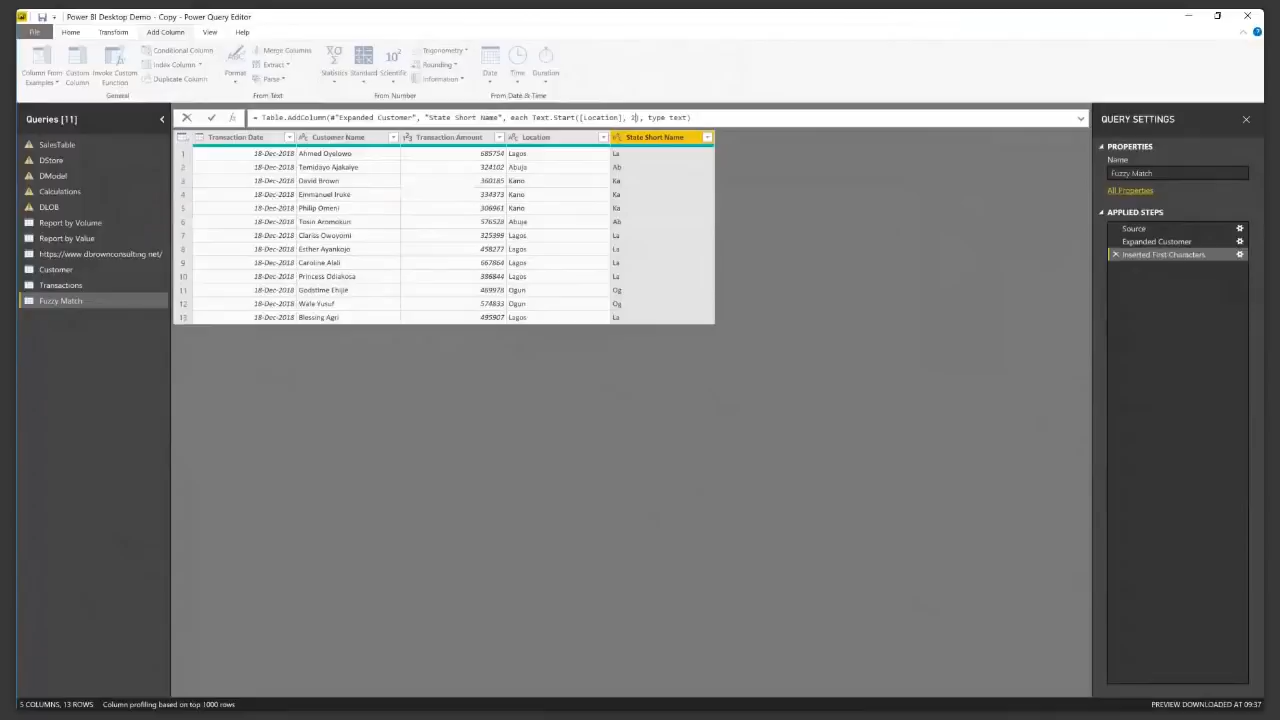 Power BI Desktop Demo - Copy - Power Query Editor
File Home Transform Add Column View Help
Column From Examples Custom Column Invoke Custom Function
Conditional Column
Index Column
Duplicate Column
General
Format
Merge Columns
Extract
Parse
From Text
Statistics Standard Scientific
10²
Trigonometry
Rounding
Information
From Number
Date Time Duration
From Date & Time
Queries [11]
SalesTable
DStore
DModel
Calculations
DLOB
Report by Volume
Report by Value
https://www dbrownconsulting net/
Customer
Transactions
Fuzzy Match
= Table.AddColumn(#"Expanded Customer", "State Short Name", each Text.Start([Location], 1), type text)
Transaction Date Customer Name Transaction Amount Location State Short Name
1 18-Dec-2018 Ahmed Oyelowo 685754 Lagos La
2 18-Dec-2018 Temidayo Ajakaiye 324102 Abuja Ab
3 18-Dec-2018 David Brown 360185 Kano Ka
4 18-Dec-2018 Emmanuel Iruke 334373 Kano Ka
5 18-Dec-2018 Philip Omeni 306961 Kano Ka
6 18-Dec-2018 Tosin Aromokun 576528 Abuja Ab
7 18-Dec-2018 Clariss Owoyomi 325399 Lagos La
8 18-Dec-2018 Esther Ayankojo 458277 Lagos La
9 18-Dec-2018 Caroline Alali 667864 Lagos La
10 18-Dec-2018 Princess Odiakosa 386844 Lagos La
11 18-Dec-2018 Godstime Ehijie 469978 Ogun Og
12 18-Dec-2018 Wale Yusuf 574833 Ogun Og
13 18-Dec-2018 Blessing Agri 495907 Lagos La
QUERY SETTINGS
PROPERTIES
Name
Fuzzy Match
All Properties
APPLIED STEPS
Source
Expanded Customer
Inserted First Characters
5 COLUMNS, 13 ROWS Column profiling based on top 1000 rows
PREVIEW DOWNLOADED AT 09:37